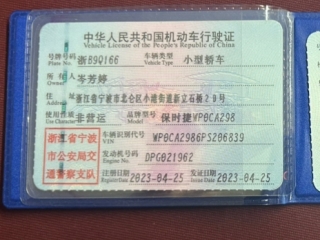 中华人民共和国机动车行驶证
Vehicle License of the People's Republic of China
号牌号码 浙B9Q166 车辆类型 小型轿车
Plate No. Vehicle Type
所有人 岑芳婷
Owner
住址 浙江省宁波市北仑区小港街道新立石桥29号
Address
使用性质 非营运 品牌型号 保时捷WP0CA298
Use Character Model
浙江省宁波
市公安局交
通警察支队
车辆识别代号 WP0CA2986PS206839
VIN
发动机号码 DPG021962
Engine No.
注册日期 2023-04-25 发证日期 2023-04-25
Register Date Issue Date